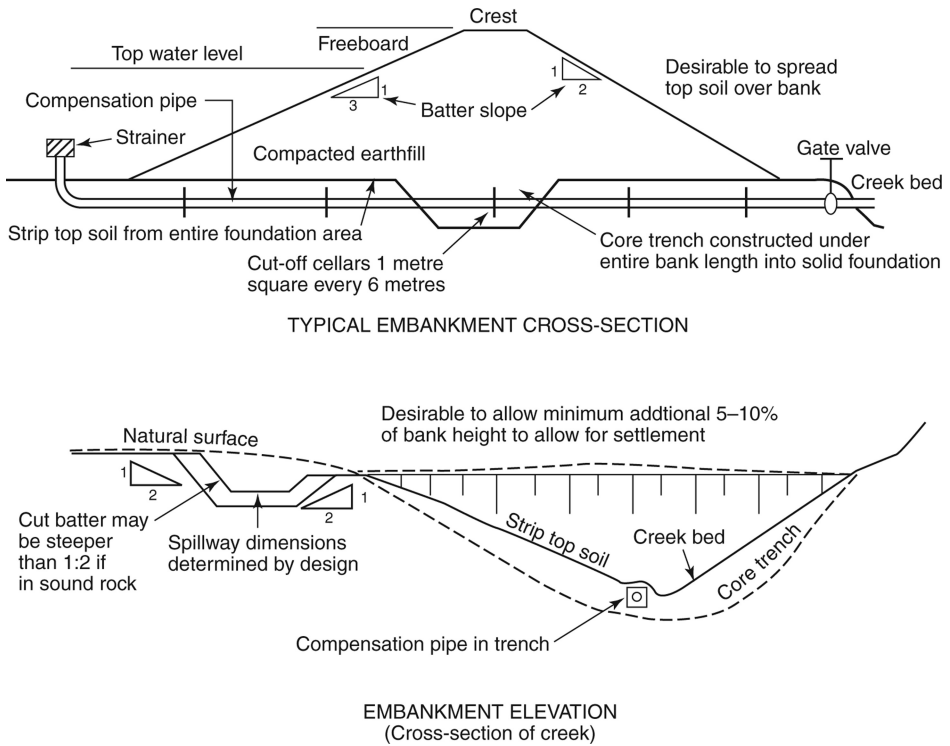 Crest
Freeboard
Top water level
1
3
1
2
Desirable to spread
top soil over bank
Compensation pipe
Batter slope
Strainer
Compacted earthfill
Gate valve
Creek bed
Strip top soil from entire foundation area
Core trench constructed under
entire bank length into solid foundation
Cut-off cellars 1 metre
square every 6 metres
TYPICAL EMBANKMENT CROSS-SECTION
Desirable to allow minimum addtional 5–10%
of bank height to allow for settlement
Natural surface
1
2
1
2
Cut batter may
be steeper
than 1:2 if
in sound rock
Spillway dimensions
determined by design
Strip top soil
Creek bed
Core trench
Compensation pipe in trench
EMBANKMENT ELEVATION
(Cross-section of creek)